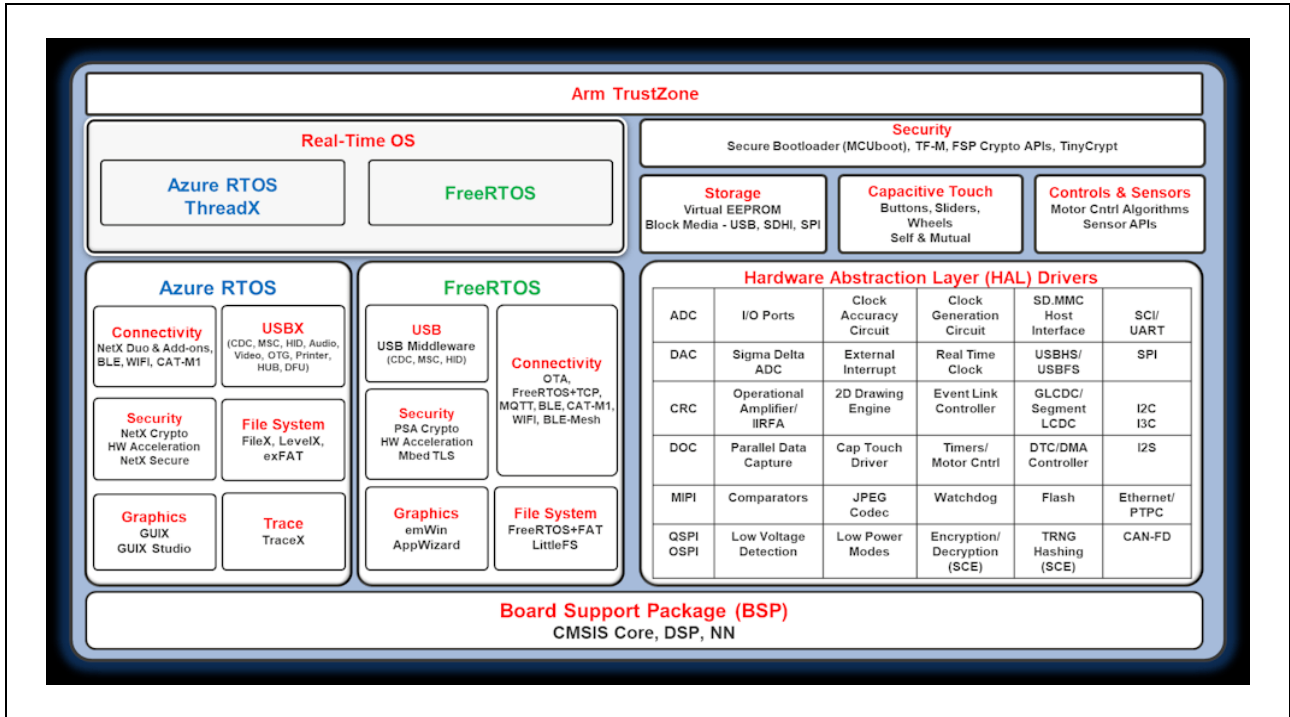 Arm TrustZone
Real-Time OS
Azure RTOS
ThreadX
FreeRTOS
Security
Secure Bootloader (MCUboot), TF-M, FSP Crypto APIs, TinyCrypt
Storage
Virtual EEPROM
Block Media - USB, SDHI, SPI
Capacitive Touch
Buttons, Sliders,
Wheels
Self & Mutual
Controls & Sensors
Motor Cntrl Algorithms
Sensor APIs
Azure RTOS
Connectivity
NetX Duo & Add-ons,
BLE, WIFI, CAT-M1
USBX
(CDC, MSC, HID, Audio,
Video, OTG, Printer,
HUB, DFU)
Security
NetX Crypto
HW Acceleration
NetX Secure
File System
FileX, LevelX,
exFAT
Graphics
GUIX
GUIX Studio
Trace
TraceX
FreeRTOS
USB
USB Middleware
(CDC, MSC, HID)
Connectivity
OTA,
FreeRTOS+TCP,
MQTT, BLE, CAT-M1,
WIFI, BLE-Mesh
Security
PSA Crypto
HW Acceleration
Mbed TLS
Graphics
emWin
AppWizard
File System
FreeRTOS+FAT
LittleFS
Hardware Abstraction Layer (HAL) Drivers
ADC
I/O Ports
Clock
Accuracy
Circuit
Clock
Generation
Circuit
SD.MMC
Host
Interface
SCI/
UART
DAC
Sigma Delta
ADC
External
Interrupt
Real Time
Clock
USBHS/
USBFS
SPI
CRC
Operational
Amplifier/
IIRFA
2D Drawing
Engine
Event Link
Controller
GLCDC/
Segment
LCDC
I2C
I3C
DOC
Parallel Data
Capture
Cap Touch
Driver
Timers/
Motor Cntrl
DTC/DMA
Controller
I2S
MIPI
Comparators
JPEG
Codec
Watchdog
Flash
Ethernet/
PTPC
QSPI
OSPI
Low Voltage
Detection
Low Power
Modes
Encryption/
Decryption
(SCE)
TRNG
Hashing
(SCE)
CAN-FD
Board Support Package (BSP)
CMSIS Core, DSP, NN